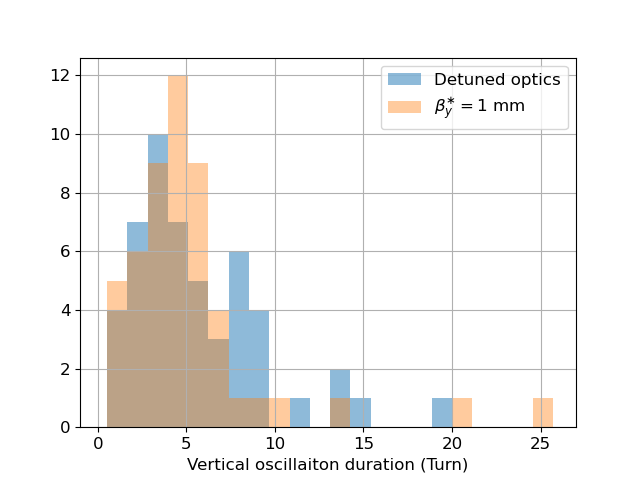 Detuned optics
β*y = 1 mm
12
10
8
6
4
2
0
0 5 10 15 20 25
Vertical oscillaiton duration (Turn)